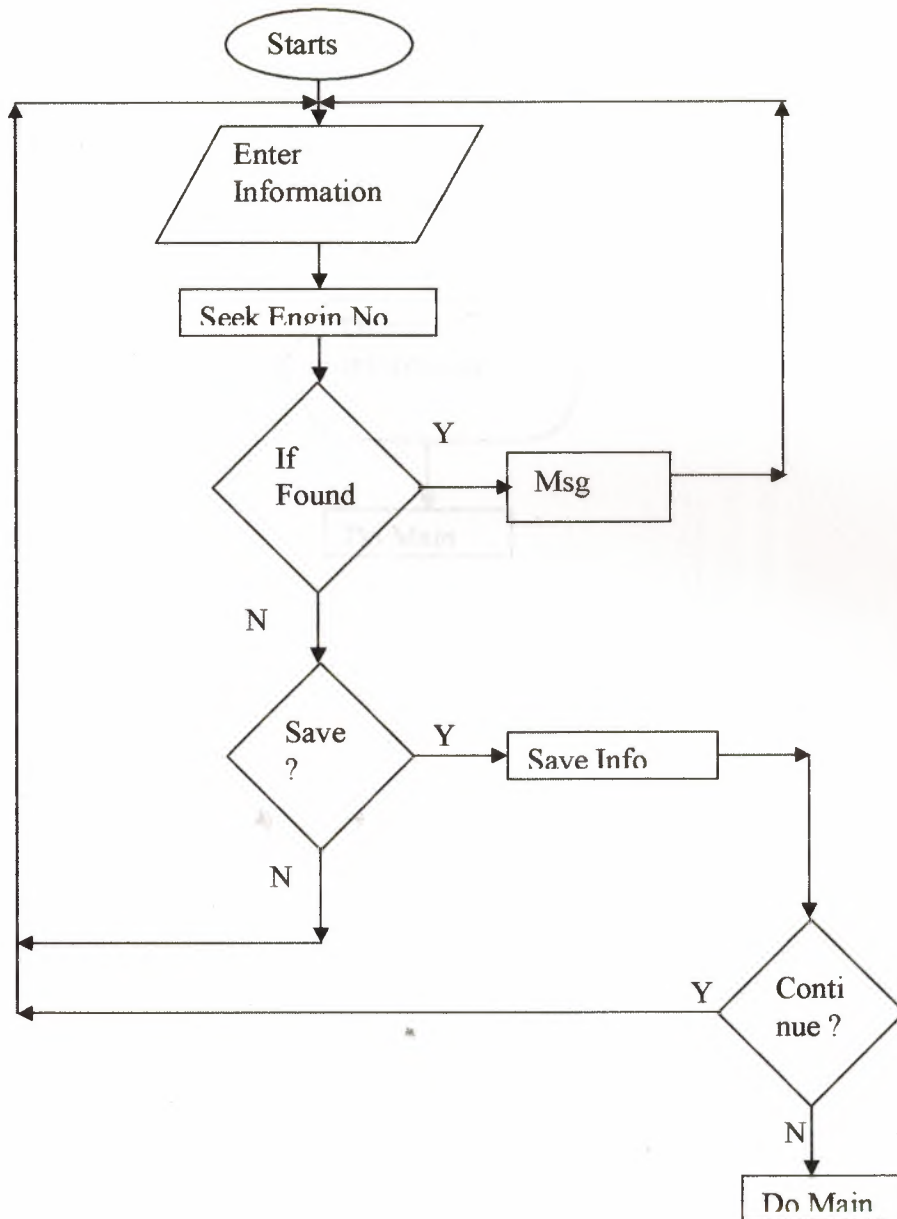 Starts
Enter
Information
Seek Engin No
If
Found
Y
Msg
N
Save
?
Y
Save Info
N
Conti
nue ?
Y
N
Do Main